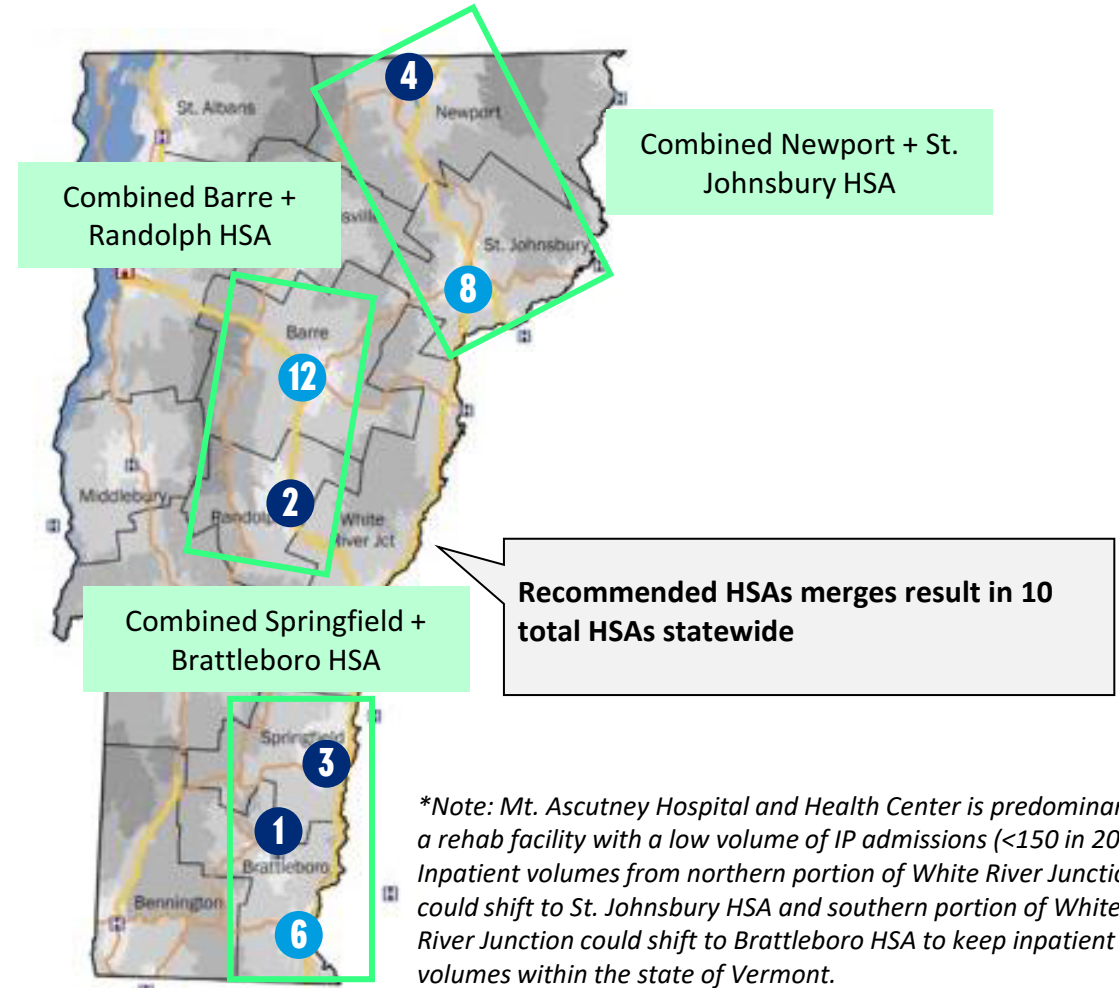 4
St. Albans
Newport
Combined Newport + St.
Johnsbury HSA
Combined Barre +
Randolph HSA
sville
St. Johnsbury
8
Barre
12
Middlebury
2
Randolp
White
River Jct
Recommended HSAs merges result in 10
total HSAs statewide
Combined Springfield +
Brattleboro HSA
Springfield
3
*Note: Mt. Ascutney Hospital and Health Center is predominan
a rehab facility with a low volume of IP admissions (<150 in 20
Inpatient volumes from northern portion of White River Junctio
could shift to St. Johnsbury HSA and southern portion of White
River Junction could shift to Brattleboro HSA to keep inpatient
volumes within the state of Vermont.
1
Brattleboro
Bennington
6
H